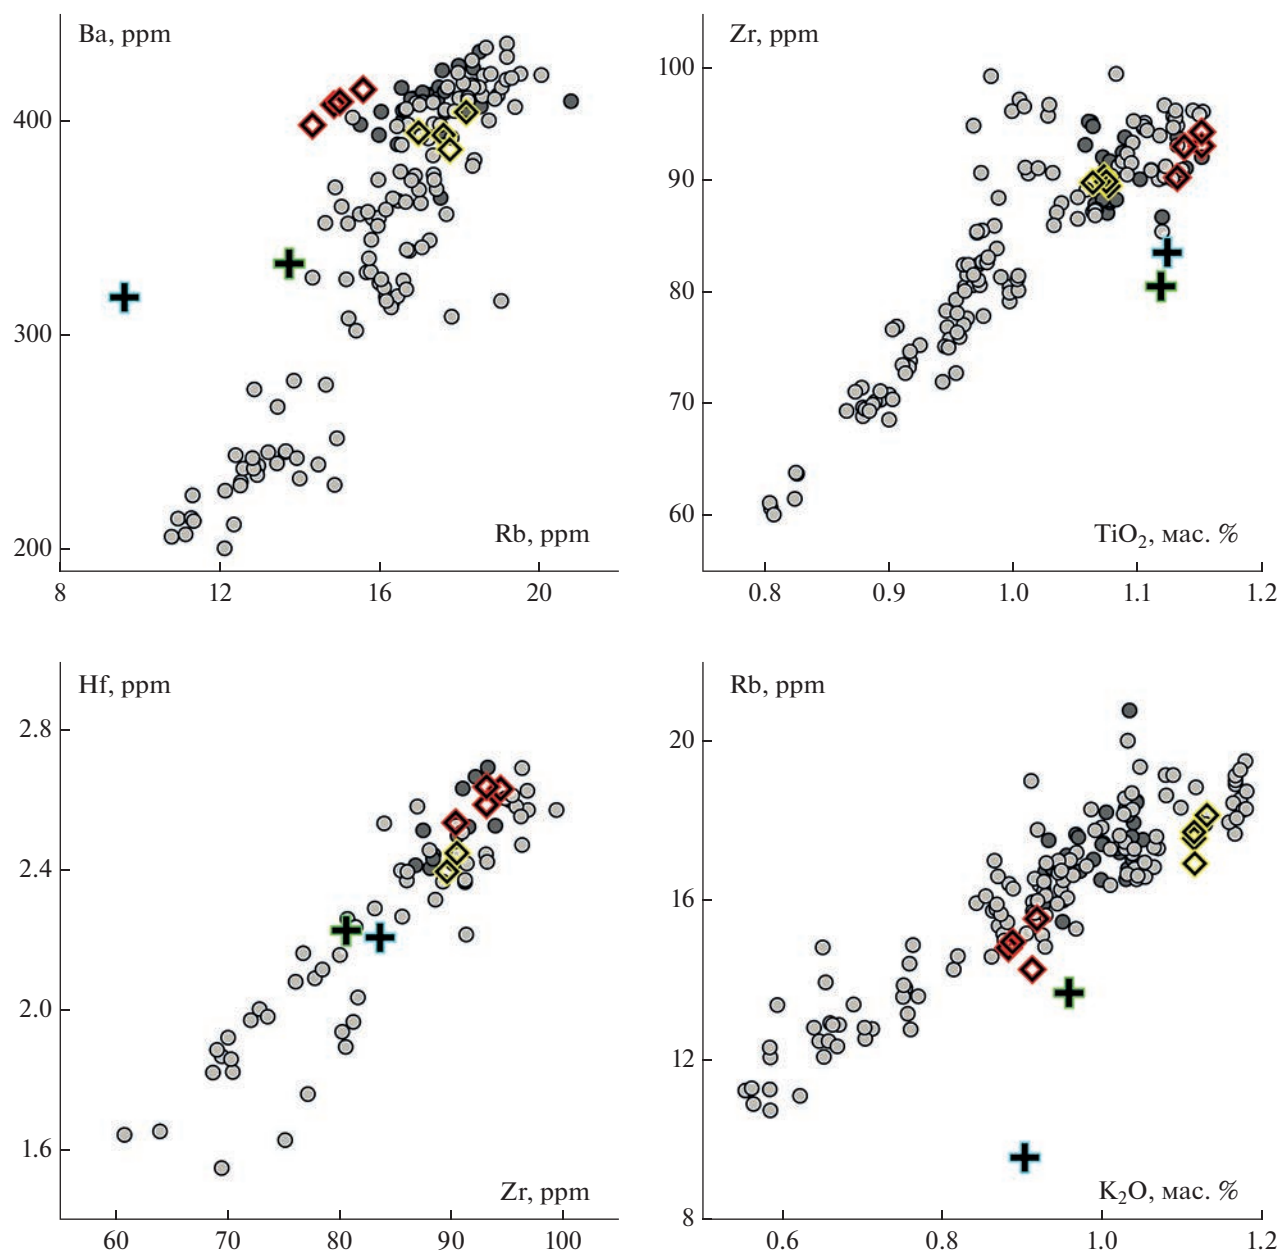 Ba, ppm
400
300
200
Rb, ppm
8 12 16 20
Zr, ppm
100
90
80
70
60
TiO₂, мас. %
0.8 0.9 1.0 1.1 1.2
Hf, ppm
2.8
2.4
2.0
1.6
Zr, ppm
60 70 80 90 100
Rb, ppm
20
16
12
8
K₂O, мас. %
0.6 0.8 1.0 1.2